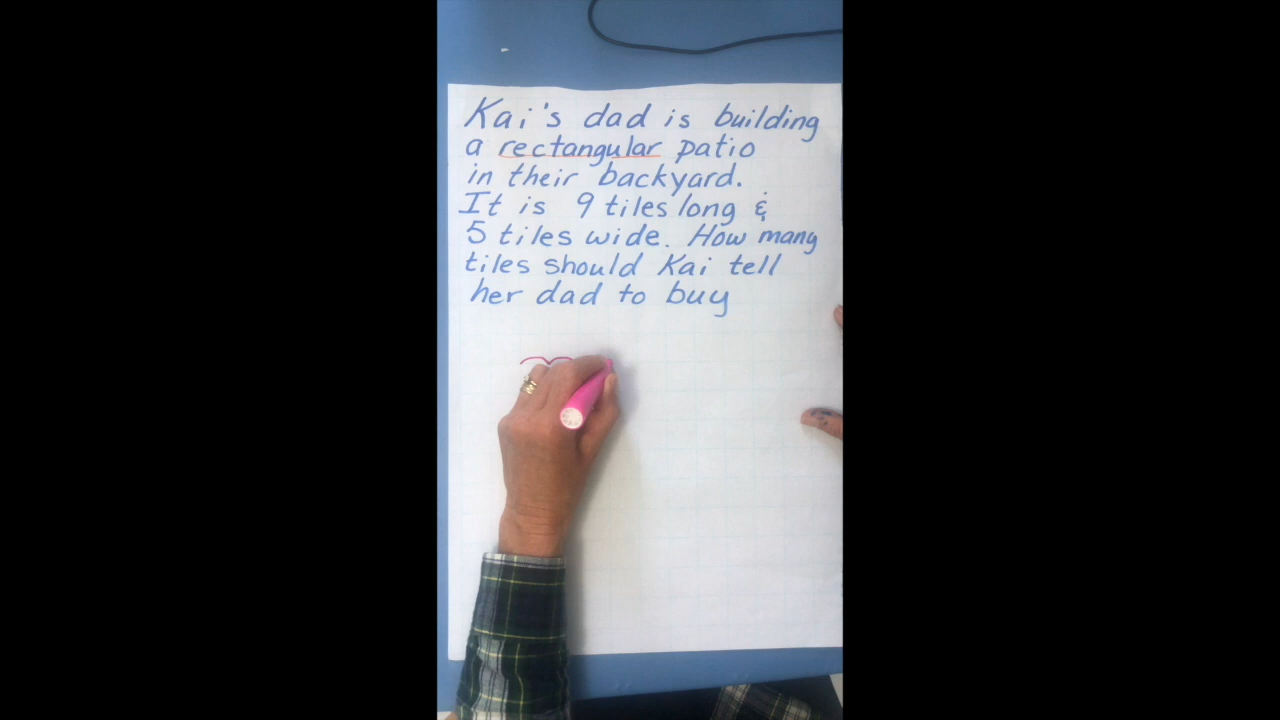 Kai's dad is building
a rectangular patio
in their backyard.
It is 9 tiles long &
5 tiles wide. How many
tiles should Kai tell
her dad to buy